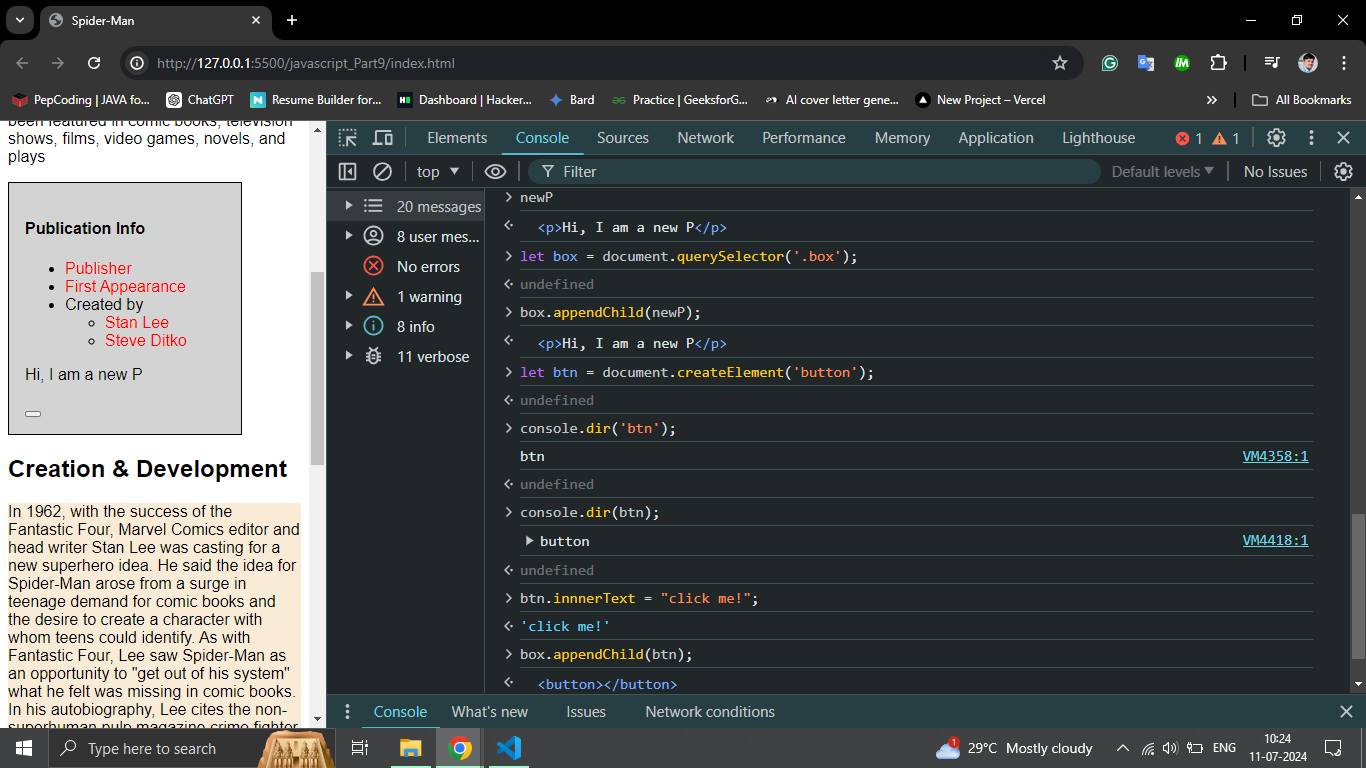 Spider-Man
http://127.0.0.1:5500/javascript_Part9/index.html
PepCoding | JAVA fo...
ChatGPT
Resume Builder for...
Dashboard | Hacker...
Bard
Practice | GeeksforG...
AI cover letter gene...
New Project – Vercel
»
All Bookmarks
been featured in comic books, television
shows, films, video games, novels, and
plays
Publication Info
Publisher
First Appearance
Created by
Stan Lee
Steve Ditko
Hi, I am a new P
Creation & Development
In 1962, with the success of the
Fantastic Four, Marvel Comics editor and
head writer Stan Lee was casting for a
new superhero idea. He said the idea for
Spider-Man arose from a surge in
teenage demand for comic books and
the desire to create a character with
whom teens could identify. As with
Fantastic Four, Lee saw Spider-Man as
an opportunity to "get out of his system"
what he felt was missing in comic books.
In his autobiography, Lee cites the non-
superhuman pulp magazine crime fighter
Elements
Console
Sources
Network
Performance
Memory
Application
Lighthouse
1
1
top
Filter
Default levels
No Issues
20 messages
8 user mes...
No errors
1 warning
8 info
11 verbose
newP
<p>Hi, I am a new P</p>
let box = document.querySelector('.box');
undefined
box.appendChild(newP);
<p>Hi, I am a new P</p>
let btn = document.createElement('button');
undefined
console.dir('btn');
btn VM4358:1
undefined
console.dir(btn);
button VM4418:1
undefined
btn.innnerText = "click me!";
'click me!'
box.appendChild(btn);
<button></button>
Console
What's new
Issues
Network conditions
Type here to search
1
29°C Mostly cloudy
ENG
10:24
11-07-2024